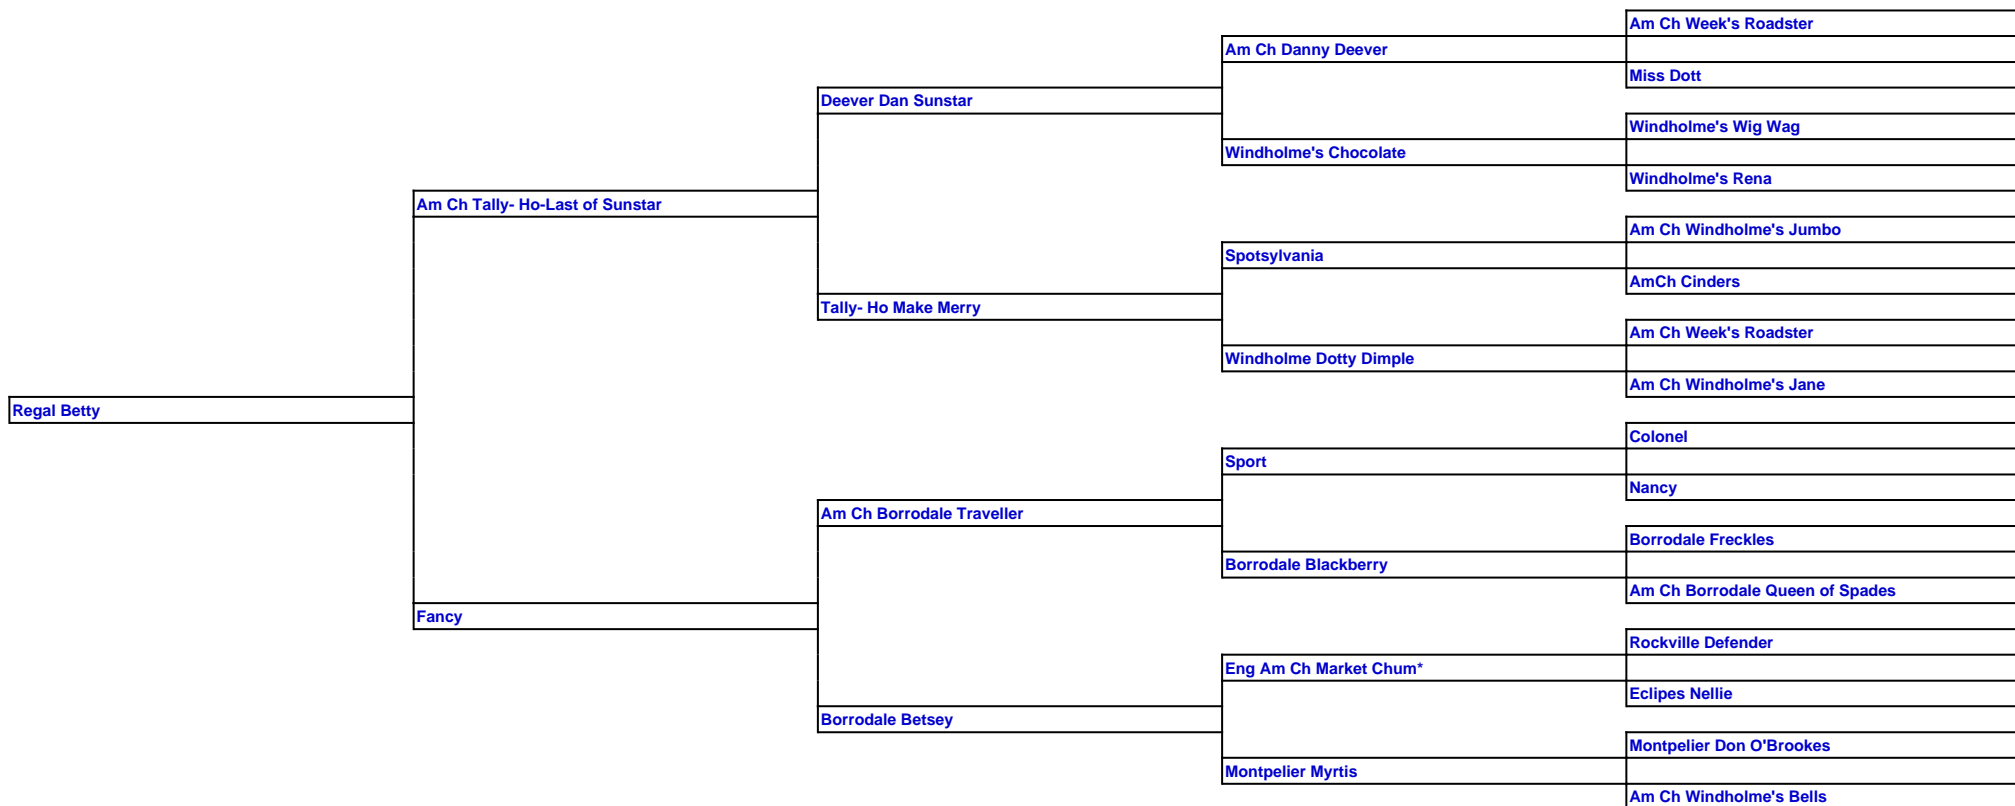 Am Ch Week's Roadster
Am Ch Danny Deever
Miss Dott
Deever Dan Sunstar
Windholme's Wig Wag
Windholme's Chocolate
Windholme's Rena
Am Ch Tally- Ho-Last of Sunstar
Am Ch Windholme's Jumbo
Spotsylvania
AmCh Cinders
Tally- Ho Make Merry
Am Ch Week's Roadster
Windholme Dotty Dimple
Am Ch Windholme's Jane
Regal Betty
Colonel
Sport
Nancy
Am Ch Borrodale Traveller
Borrodale Freckles
Borrodale Blackberry
Am Ch Borrodale Queen of Spades
Fancy
Rockville Defender
Eng Am Ch Market Chum*
Eclipes Nellie
Borrodale Betsey
Montpelier Don O'Brookes
Montpelier Myrtis
Am Ch Windholme's Bells